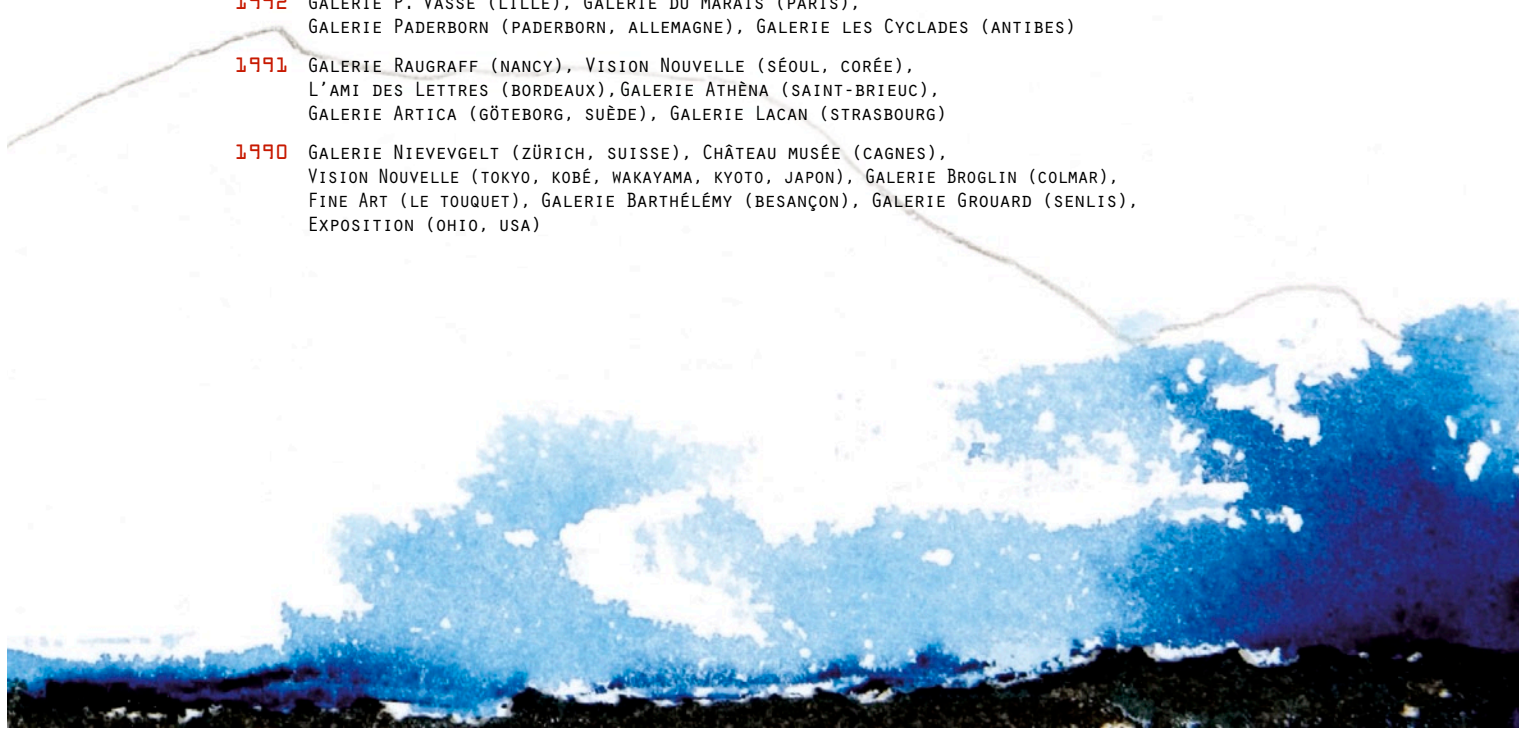 1992 Galerie P. Vasse (Lille), Galerie du Marais (Paris),
Galerie Paderborn (Paderborn, Allemagne), Galerie les Cyclades (Antibes)
1991 Galerie Raugraff (Nancy), Vision Nouvelle (Séoul, Corée),
L'ami des Lettres (Bordeaux), Galerie Athèna (Saint-Brieuc),
Galerie Artica (Göteborg, Suède), Galerie Lacan (Strasbourg)
1990 Galerie Nievevgelt (Zürich, Suisse), Château musée (Cagnes),
Vision Nouvelle (Tokyo, Kobé, Wakayama, Kyoto, Japon), Galerie Broglin (Colmar),
Fine Art (Le Touquet), Galerie Barthélémy (Besançon), Galerie Grouard (Senlis),
Exposition (Ohio, USA)